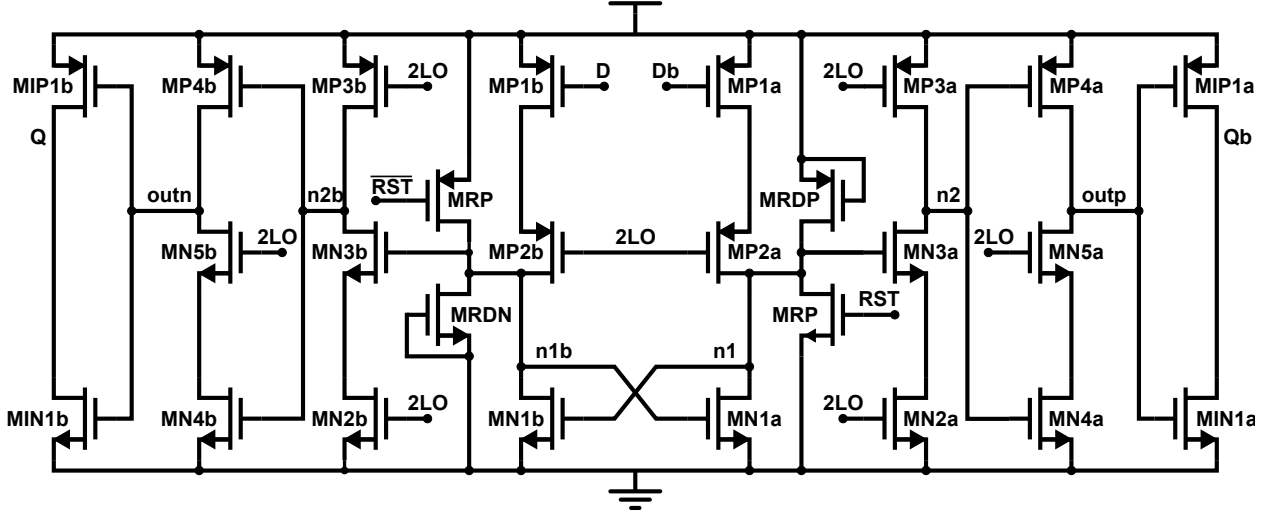 MIP1b
MP4b
MP3b
2LO
MP1b
D
Db
MP1a
2LO
MP3a
MP4a
MIP1a
Q
Qb
outn
n2b
RST
MRP
MRDP
n2
outp
MN5b
2LO
MN3b
MP2b
2LO
MP2a
MN3a
2LO
MN5a
MRDN
MRP
RST
n1b
n1
MIN1b
MN4b
MN2b
2LO
MN1b
MN1a
2LO
MN2a
MN4a
MIN1a